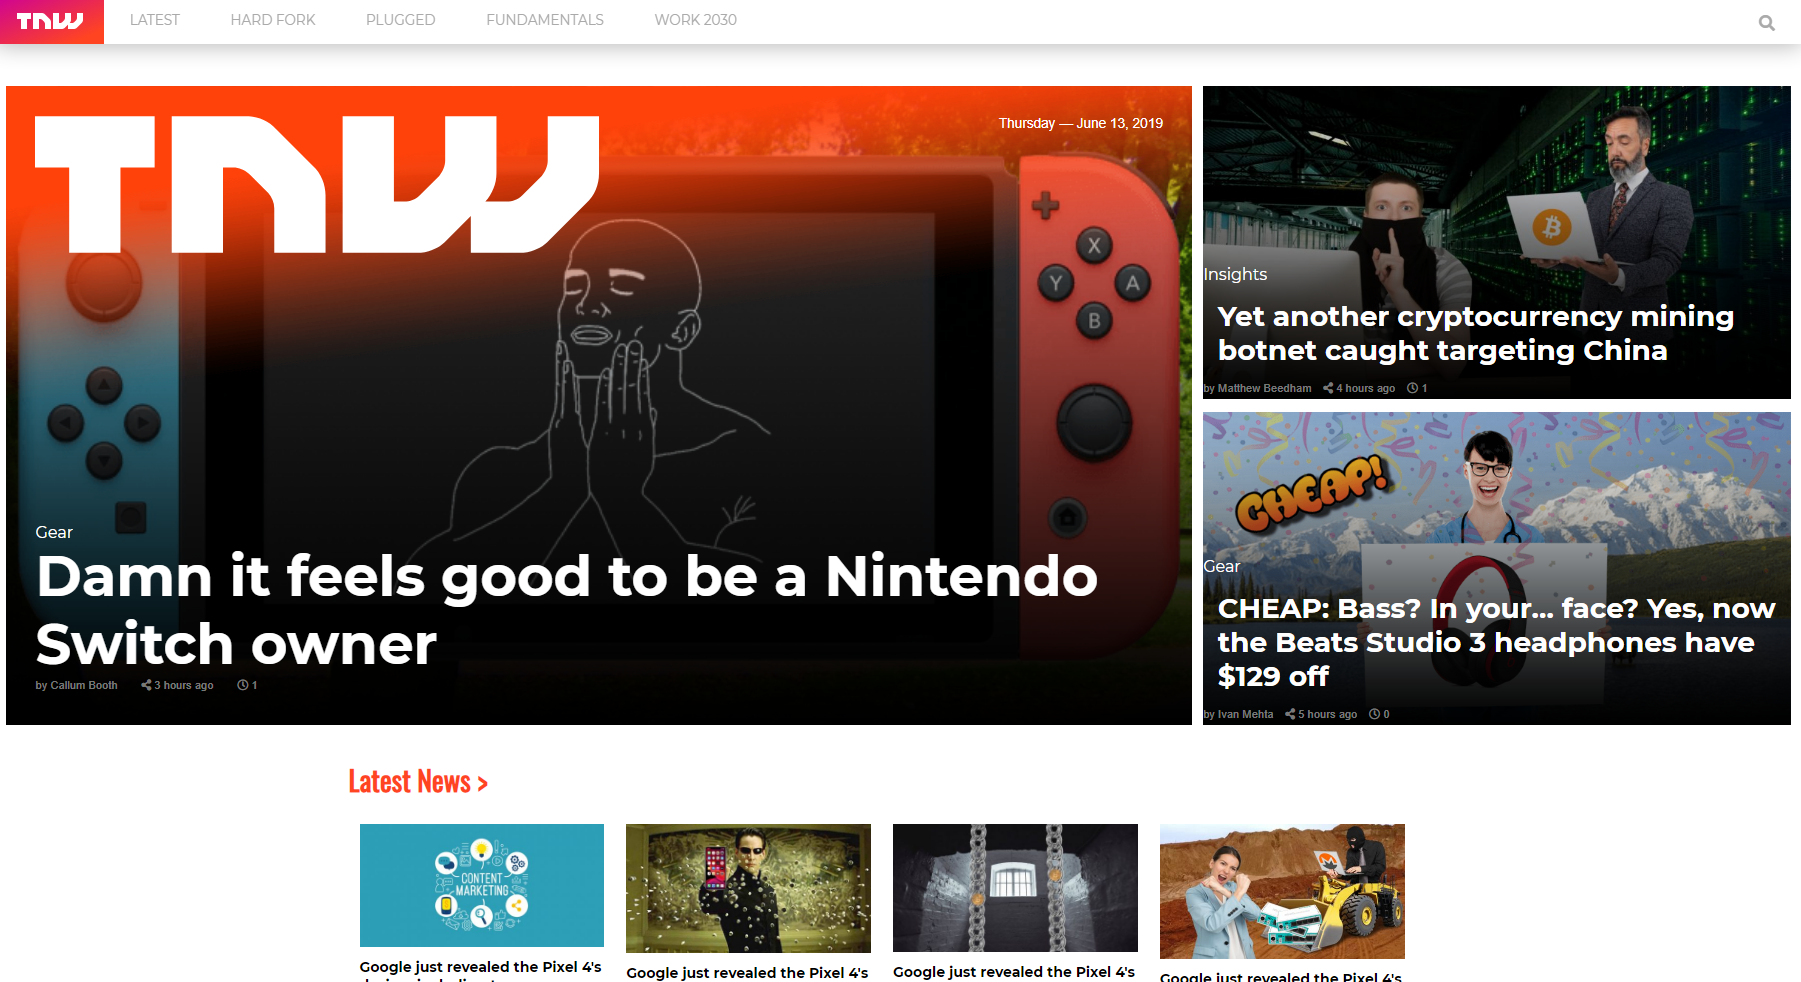 TNW
LATEST
HARD FORK
PLUGGED
FUNDAMENTALS
WORK 2030
TNW
Thursday — June 13, 2019
X
Y
A
B
Gear
Damn it feels good to be a Nintendo
Switch owner
by Callum Booth 3 hours ago 1
Insights
Yet another cryptocurrency mining
botnet caught targeting China
by Matthew Beedham 4 hours ago 1
CHEAP!
Gear
CHEAP: Bass? In your... face? Yes, now
the Beats Studio 3 headphones have
$129 off
by Ivan Mehta 5 hours ago 0
Latest News >
CONTENT
MARKETING
Google just revealed the Pixel 4's
Google just revealed the Pixel 4's
Google just revealed the Pixel 4's
Google just revealed the Pixel 4's